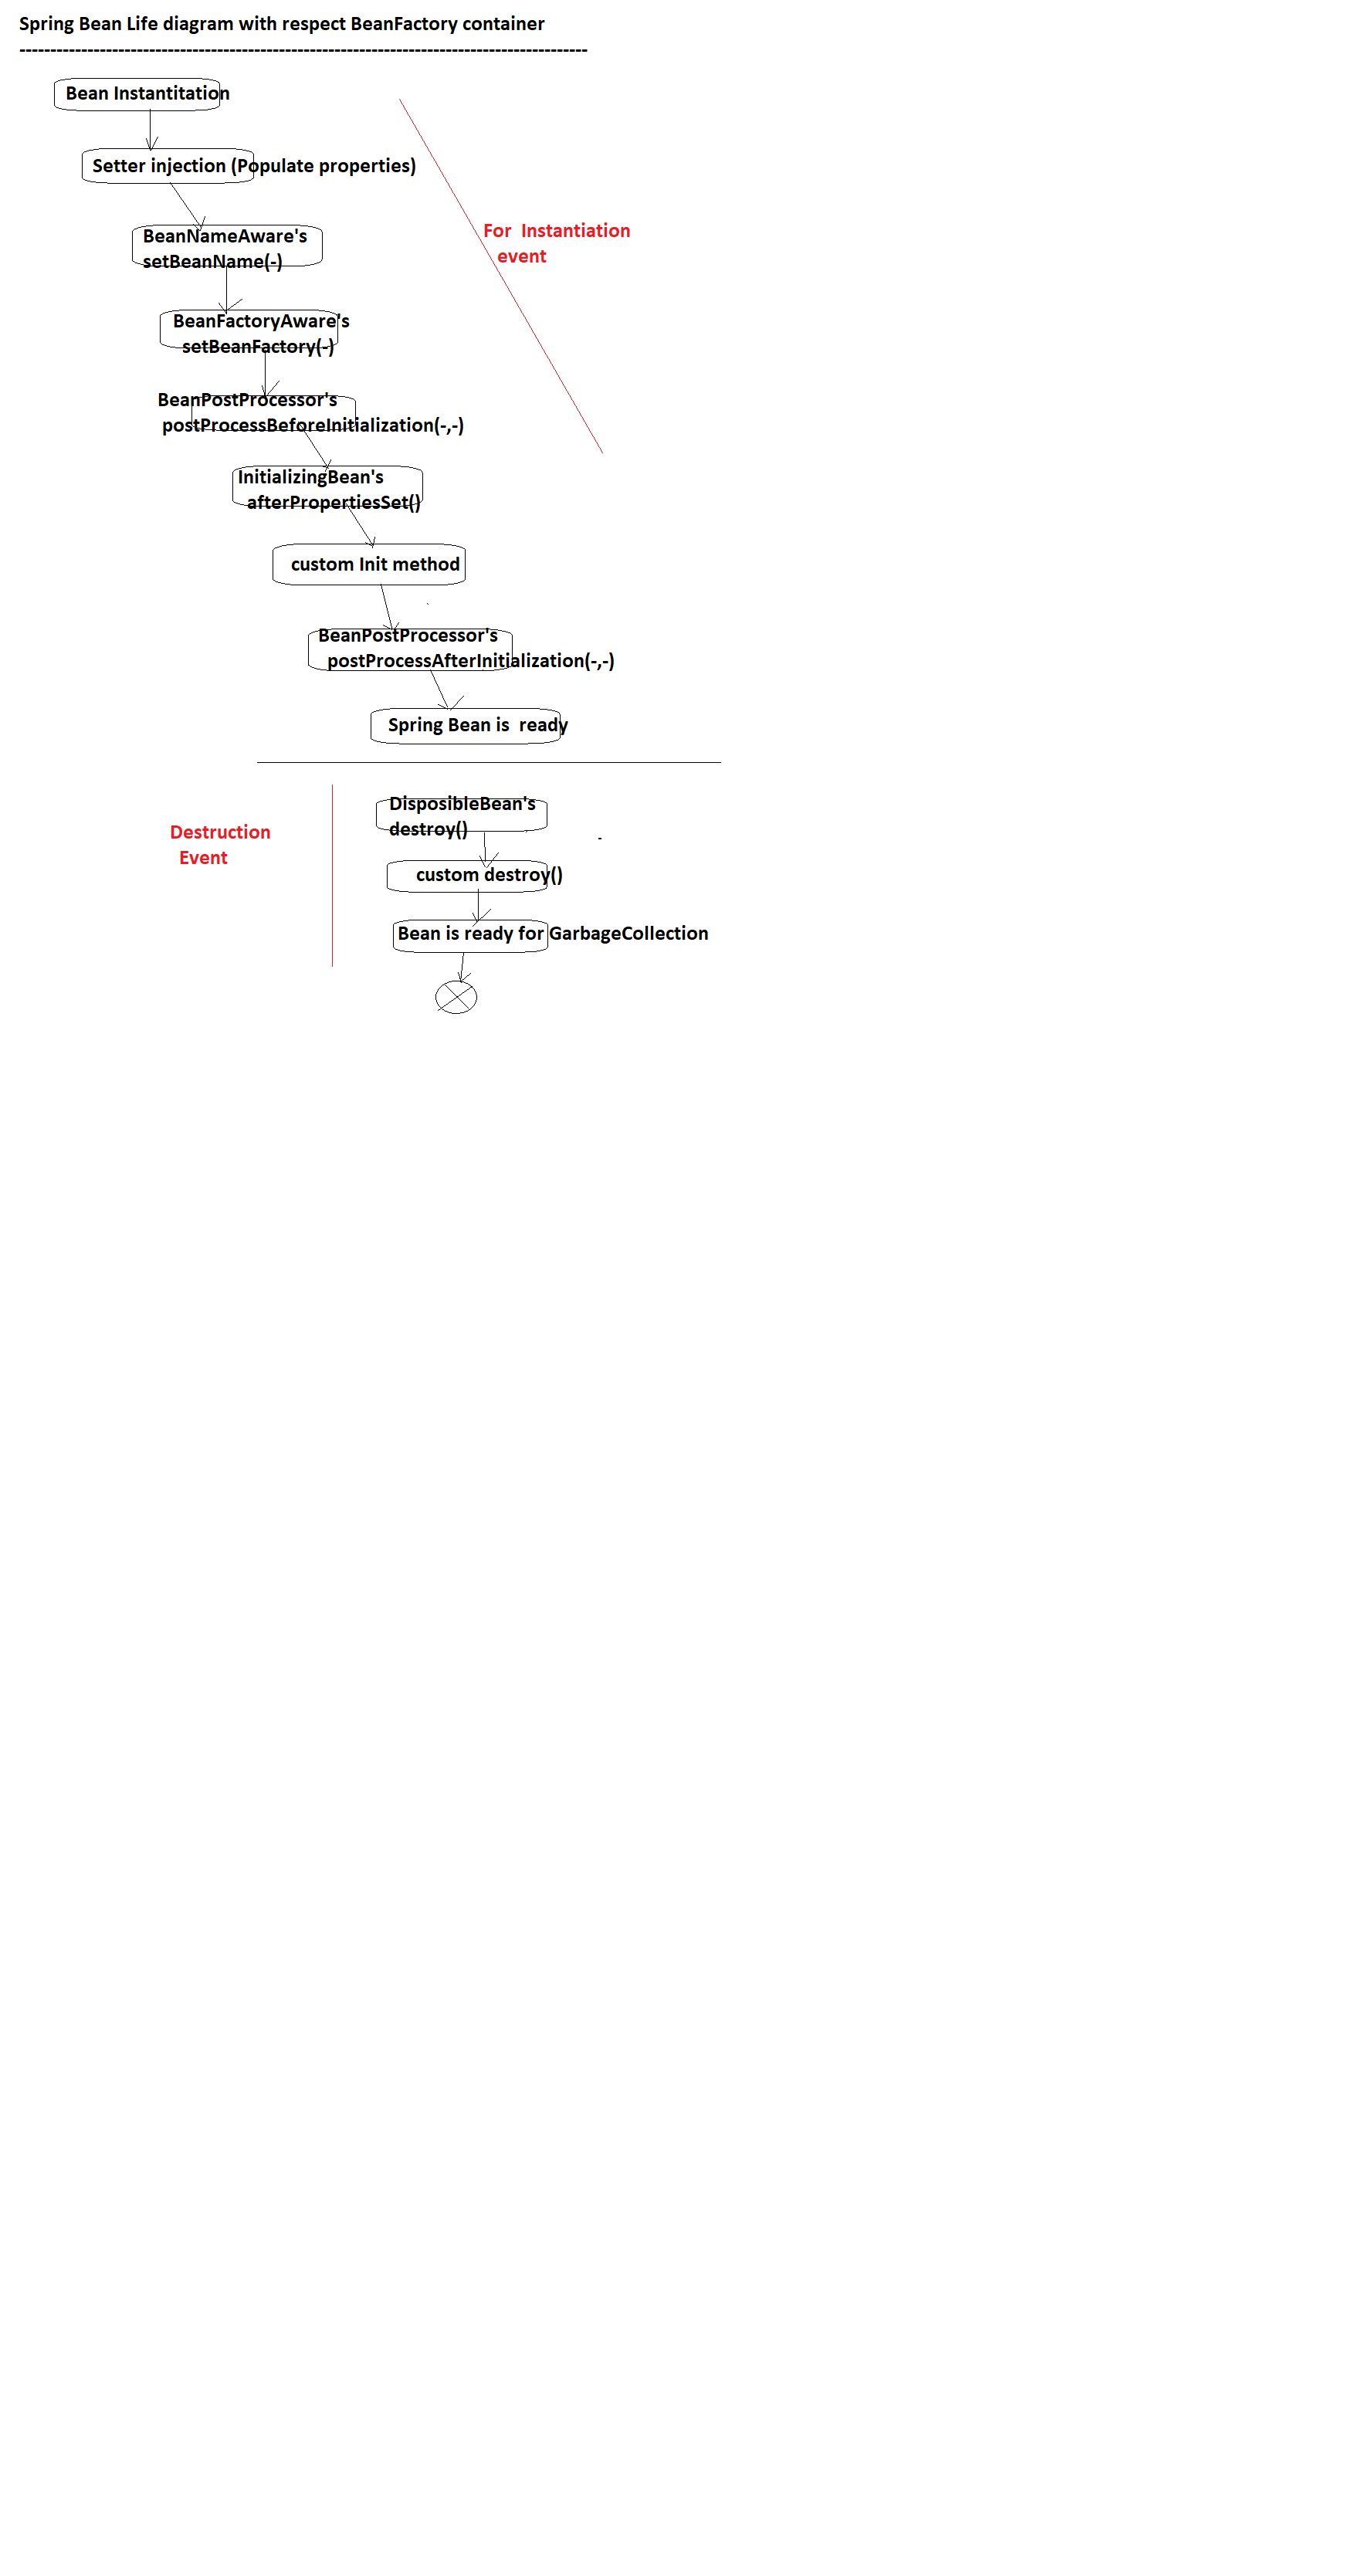 Spring Bean Life diagram with respect BeanFactory container
--------------------------------------------------------------------------------------------
Bean Instantitation
Setter injection (Populate properties)
BeanNameAware's
setBeanName(-)
For  Instantiation
event
BeanFactoryAware's
setBeanFactory(-)
BeanPostProcessor's
postProcessBeforeInitialization(-,-)
InitializingBean's
afterPropertiesSet()
custom Init method
BeanPostProcessor's
postProcessAfterInitialization(-,-)
Spring Bean is  ready
DisposibleBean's
destroy()
Destruction
Event
custom destroy()
Bean is ready for GarbageCollection